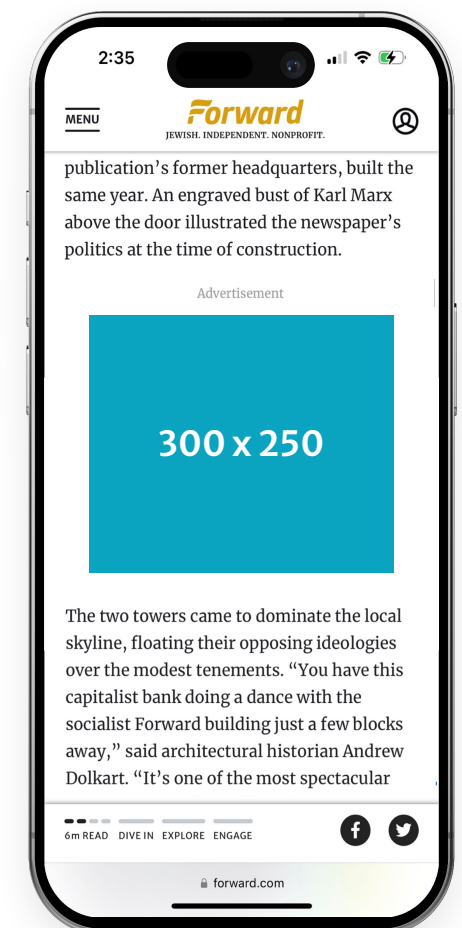 2:35
MENU
Forward
JEWISH. INDEPENDENT. NONPROFIT.
publication’s former headquarters, built the
same year. An engraved bust of Karl Marx
above the door illustrated the newspaper’s
politics at the time of construction.
Advertisement
300 x 250
The two towers came to dominate the local
skyline, floating their opposing ideologies
over the modest tenements. “You have this
capitalist bank doing a dance with the
socialist Forward building just a few blocks
away,” said architectural historian Andrew
Dolkart. “It’s one of the most spectacular
6m READ DIVE IN EXPLORE ENGAGE
forward.com